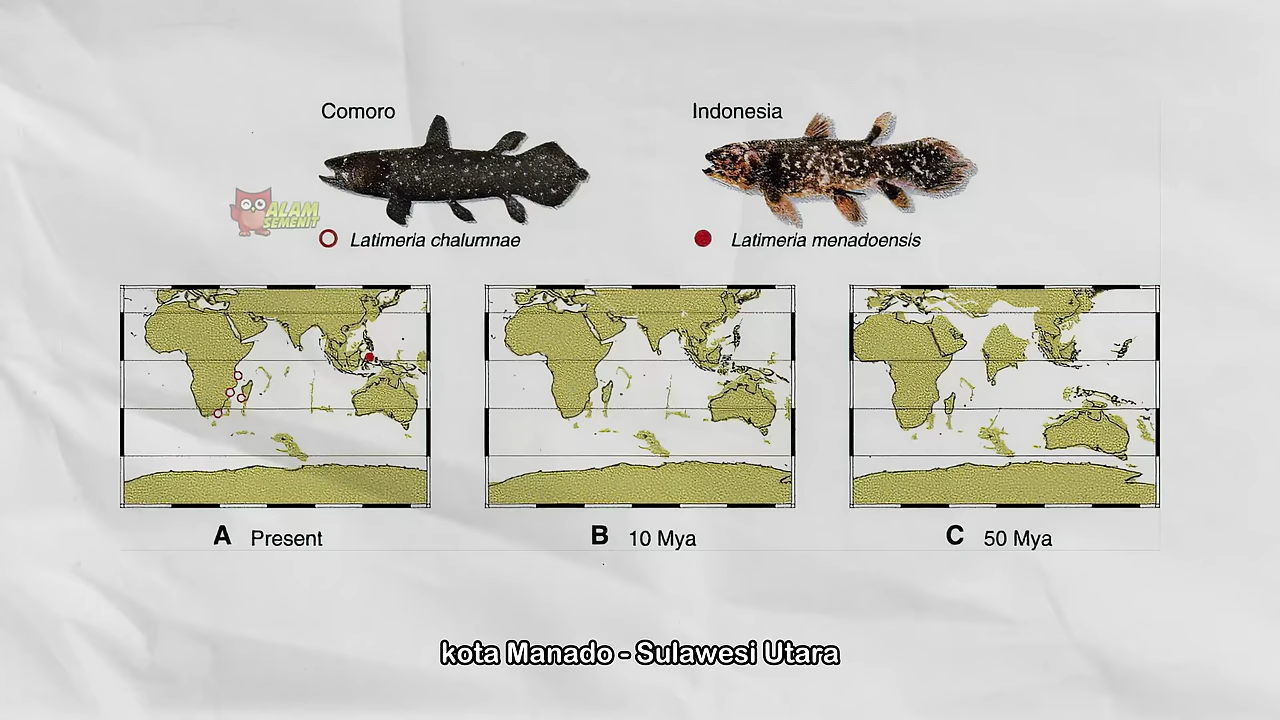 Comoro
Indonesia
ALAM
SEMENIT
Latimeria chalumnae
Latimeria menadoensis
A Present
B 10 Mya
C 50 Mya
kota Manado - Sulawesi Utara